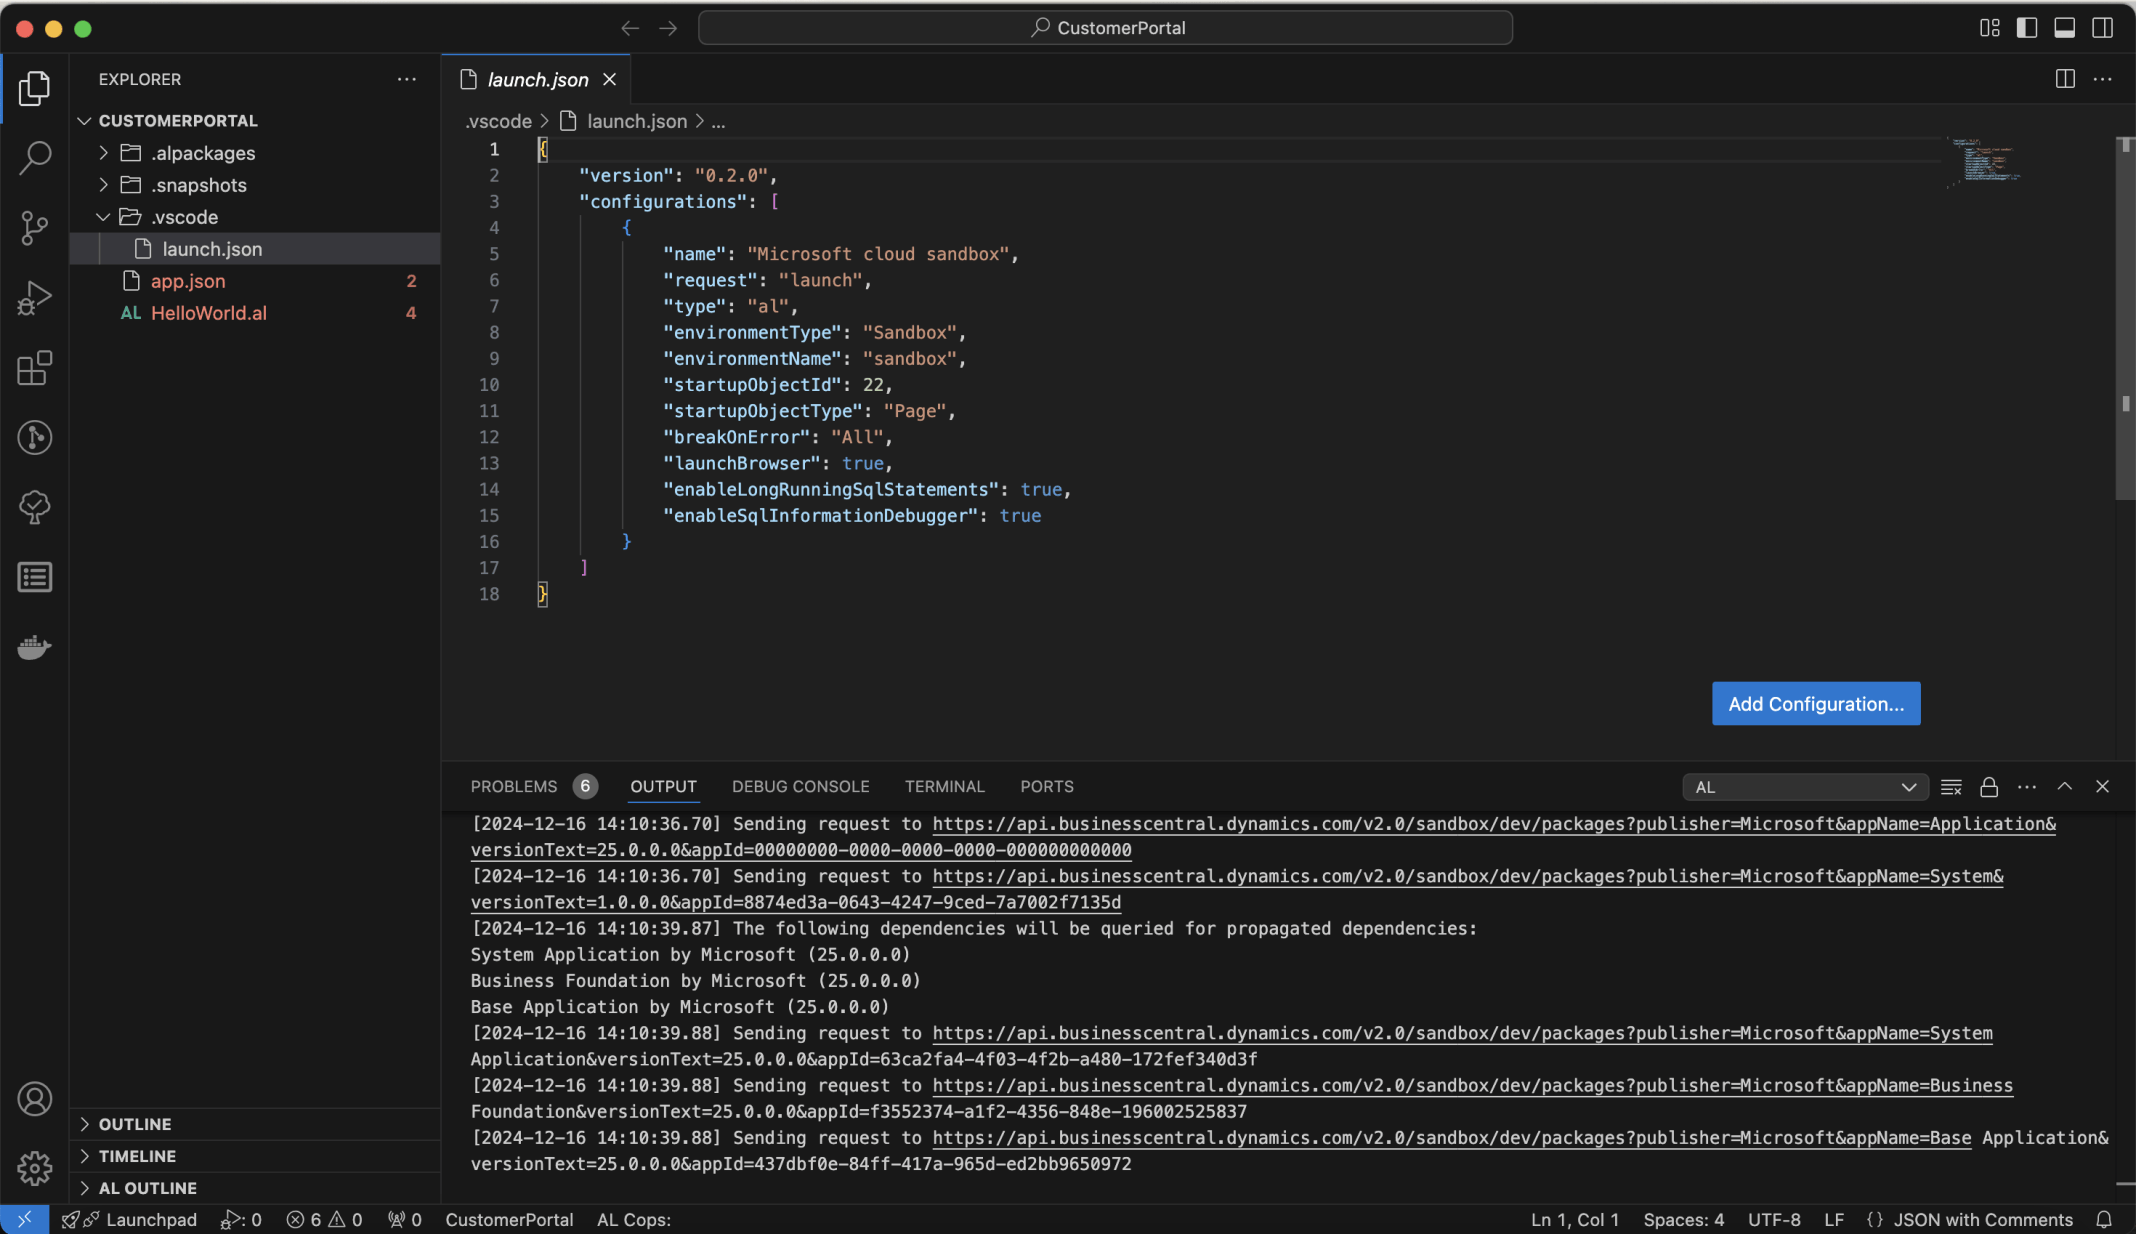 CustomerPortal
EXPLORER
CUSTOMERPORTAL
.alpackages
.snapshots
.vscode
launch.json
app.json 2
AL HelloWorld.al 4
OUTLINE
TIMELINE
AL OUTLINE
launch.json
.vscode > launch.json > ...
1 {
2 "version": "0.2.0",
3 "configurations": [
4 {
5 "name": "Microsoft cloud sandbox",
6 "request": "launch",
7 "type": "al",
8 "environmentType": "Sandbox",
9 "environmentName": "sandbox",
10 "startupObjectId": 22,
11 "startupObjectType": "Page",
12 "breakOnError": "All",
13 "launchBrowser": true,
14 "enableLongRunningSqlStatements": true,
15 "enableSqlInformationDebugger": true
16 }
17 ]
18 }
Add Configuration...
PROBLEMS 6 OUTPUT DEBUG CONSOLE TERMINAL PORTS AL
[2024-12-16 14:10:36.70] Sending request to https://api.businesscentral.dynamics.com/v2.0/sandbox/dev/packages?publisher=Microsoft&appName=Application&
versionText=25.0.0.0&appId=00000000-0000-0000-0000-000000000000
[2024-12-16 14:10:36.70] Sending request to https://api.businesscentral.dynamics.com/v2.0/sandbox/dev/packages?publisher=Microsoft&appName=System&
versionText=1.0.0.0&appId=8874ed3a-0643-4247-9ced-7a7002f7135d
[2024-12-16 14:10:39.87] The following dependencies will be queried for propagated dependencies:
System Application by Microsoft (25.0.0.0)
Business Foundation by Microsoft (25.0.0.0)
Base Application by Microsoft (25.0.0.0)
[2024-12-16 14:10:39.88] Sending request to https://api.businesscentral.dynamics.com/v2.0/sandbox/dev/packages?publisher=Microsoft&appName=System
Application&versionText=25.0.0.0&appId=63ca2fa4-4f03-4f2b-a480-172fef340d3f
[2024-12-16 14:10:39.88] Sending request to https://api.businesscentral.dynamics.com/v2.0/sandbox/dev/packages?publisher=Microsoft&appName=Business
Foundation&versionText=25.0.0.0&appId=f3552374-a1f2-4356-848e-196002525837
[2024-12-16 14:10:39.88] Sending request to https://api.businesscentral.dynamics.com/v2.0/sandbox/dev/packages?publisher=Microsoft&appName=Base Application&
versionText=25.0.0.0&appId=437dbf0e-84ff-417a-965d-ed2bb9650972
Launchpad : 0 6 0 0 CustomerPortal AL Cops: Ln 1, Col 1 Spaces: 4 UTF-8 LF {} JSON with Comments